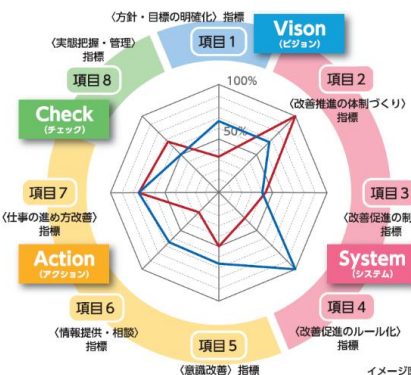 〈方針・目標の明確化〉指標
Vison
(ビジョン)
項目1
〈実態把握・管理〉
指標
項目8
100%
50%
項目2
〈改善推進の体制づくり〉
指標
Check
(チェック)
項目7
〈仕事の進め方改善〉
指標
項目3
〈改善促進の制
指標
Action
(アクション)
System
(システム)
項目6
〈情報提供・相談〉
指標
項目4
〈改善促進のルール化〉
指標
項目5
〈意識改善〉指標
イメージ図